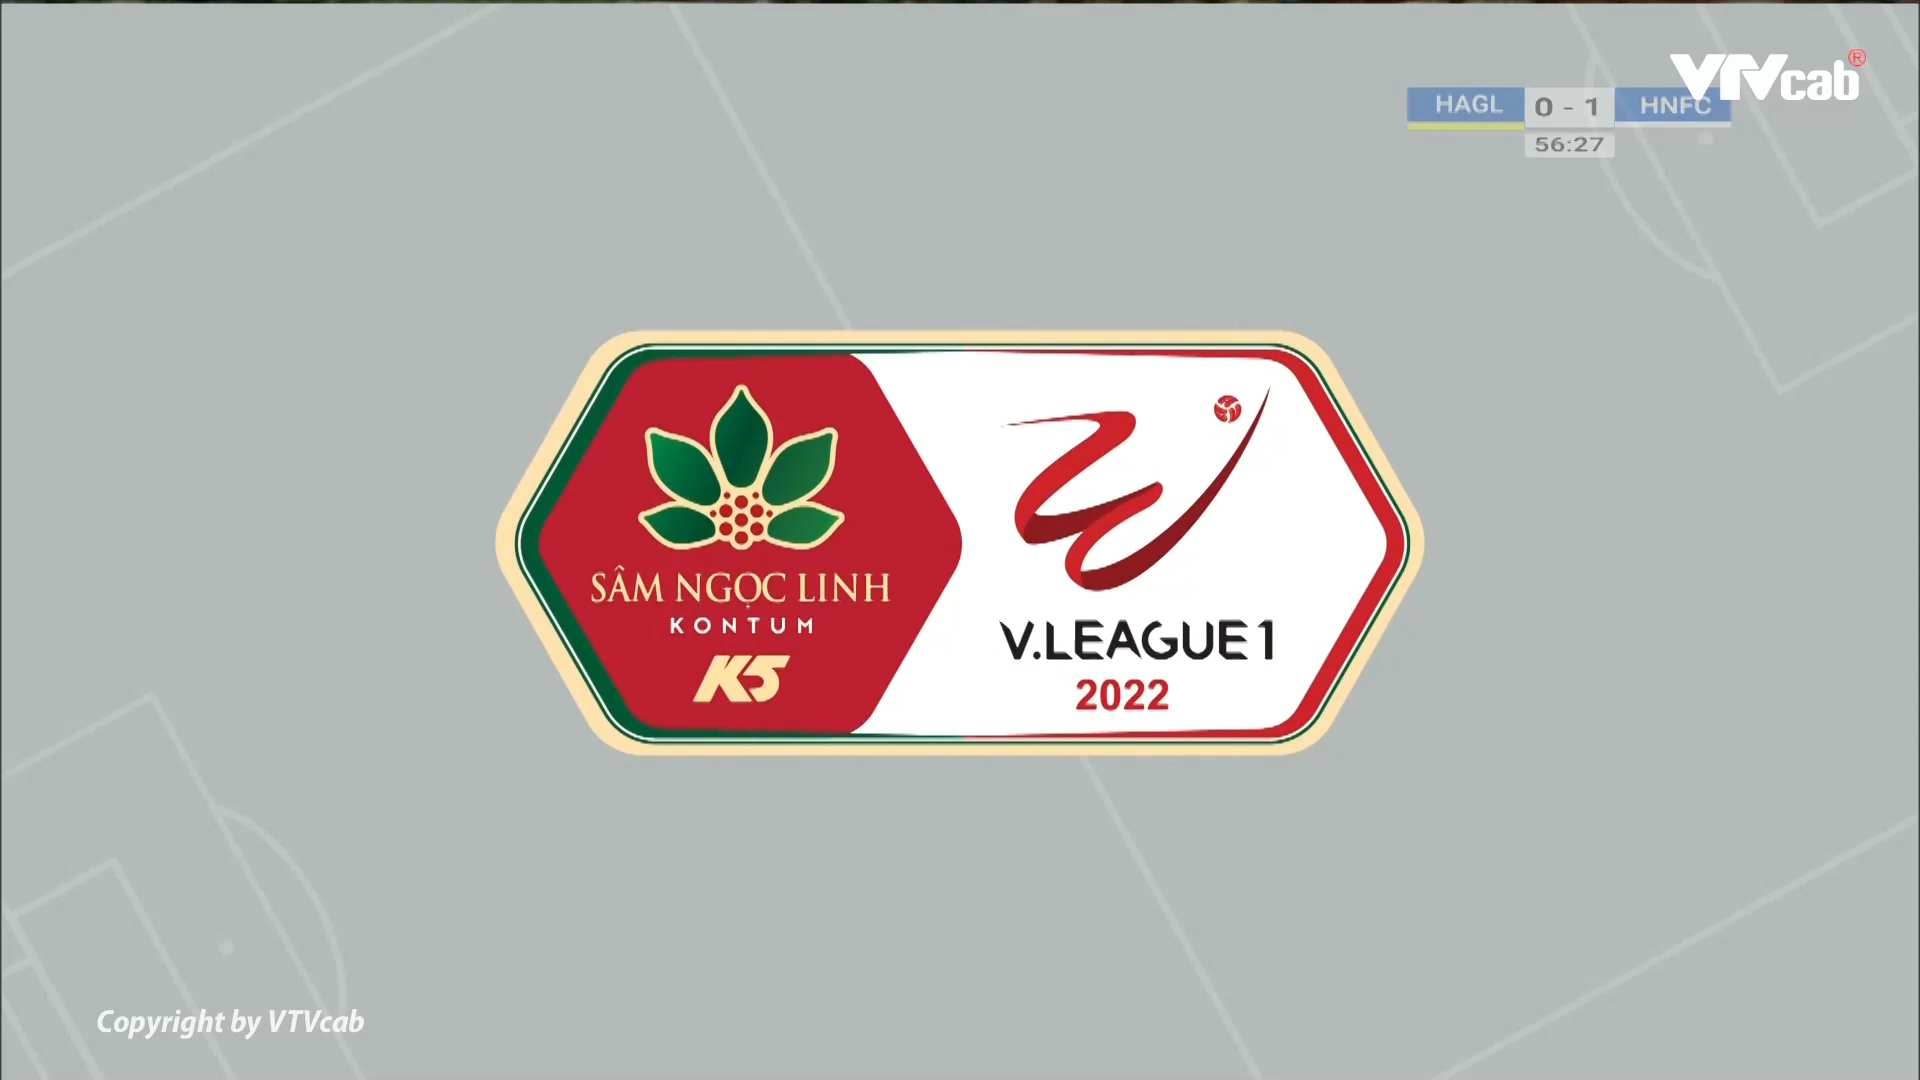 VTVcab®
HAGL 0 - 1 HNFC
56:27
SÂM NGỌC LINH
KONTUM
K5
V.LEAGUE 1
2022
Copyright by VTVcab